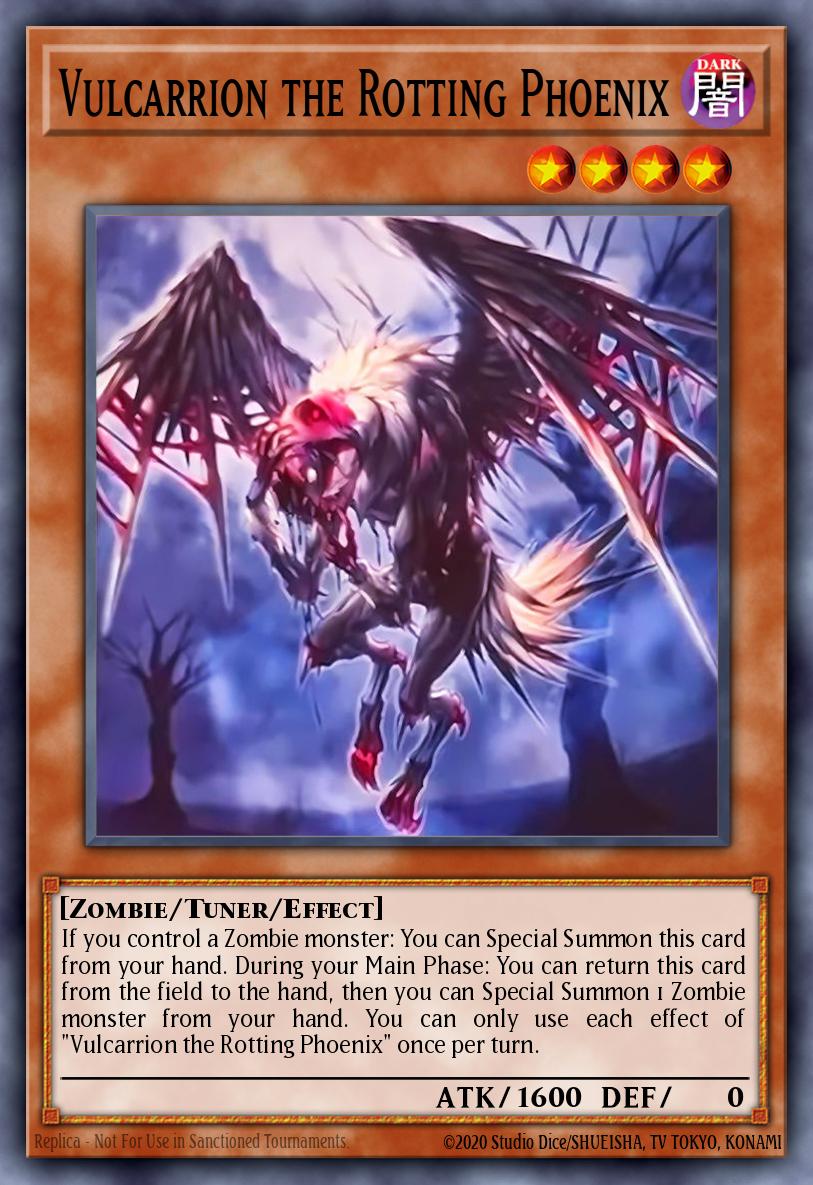 Vulcarrion the Rotting Phoenix
DARK
闇
[Zombie/Tuner/Effect]
If you control a Zombie monster: You can Special Summon this card
from your hand. During your Main Phase: You can return this card
from the field to the hand, then you can Special Summon 1 Zombie
monster from your hand. You can only use each effect of
"Vulcarrion the Rotting Phoenix" once per turn.
ATK/1600 DEF/ 0
Replica - Not For Use in Sanctioned Tournaments.
©2020 Studio Dice/SHUEISHA, TV TOKYO, KONAMI